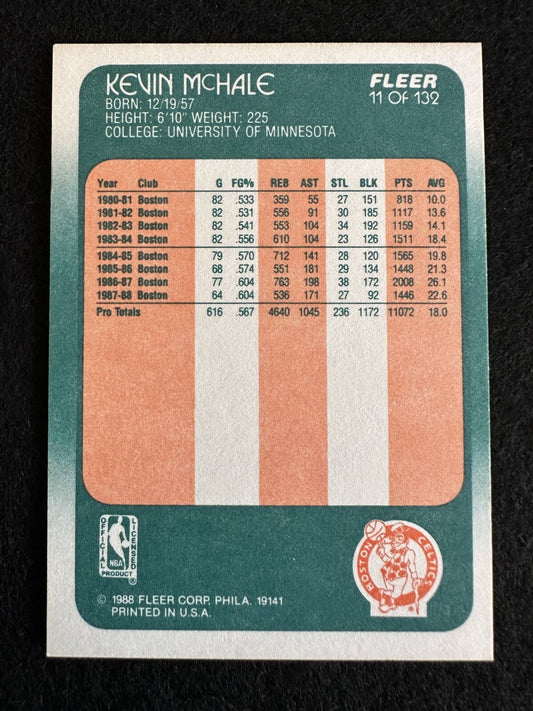 KEVIN McHALE
FLEER
11 OF 132
BORN: 12/19/57
HEIGHT: 6'10" WEIGHT: 225
COLLEGE: UNIVERSITY OF MINNESOTA
Year Club G FG% REB AST STL BLK PTS AVG
1980-81 Boston 82 .533 359 55 27 151 818 10.0
1981-82 Boston 82 .531 556 91 30 185 1117 13.6
1982-83 Boston 82 .541 553 104 34 192 1159 14.1
1983-84 Boston 82 .556 610 104 23 126 1511 18.4
1984-85 Boston 79 .570 712 141 28 120 1565 19.8
1985-86 Boston 68 .574 551 181 29 134 1448 21.3
1986-87 Boston 77 .604 763 198 38 172 2008 26.1
1987-88 Boston 64 .604 536 171 27 92 1446 22.6
Pro Totals 616 .567 4640 1045 236 1172 11072 18.0
OFFICIAL LICENSED
NBA
PRODUCT
BOSTON CELTICS
© 1988 FLEER CORP. PHILA. 19141
PRINTED IN U.S.A.